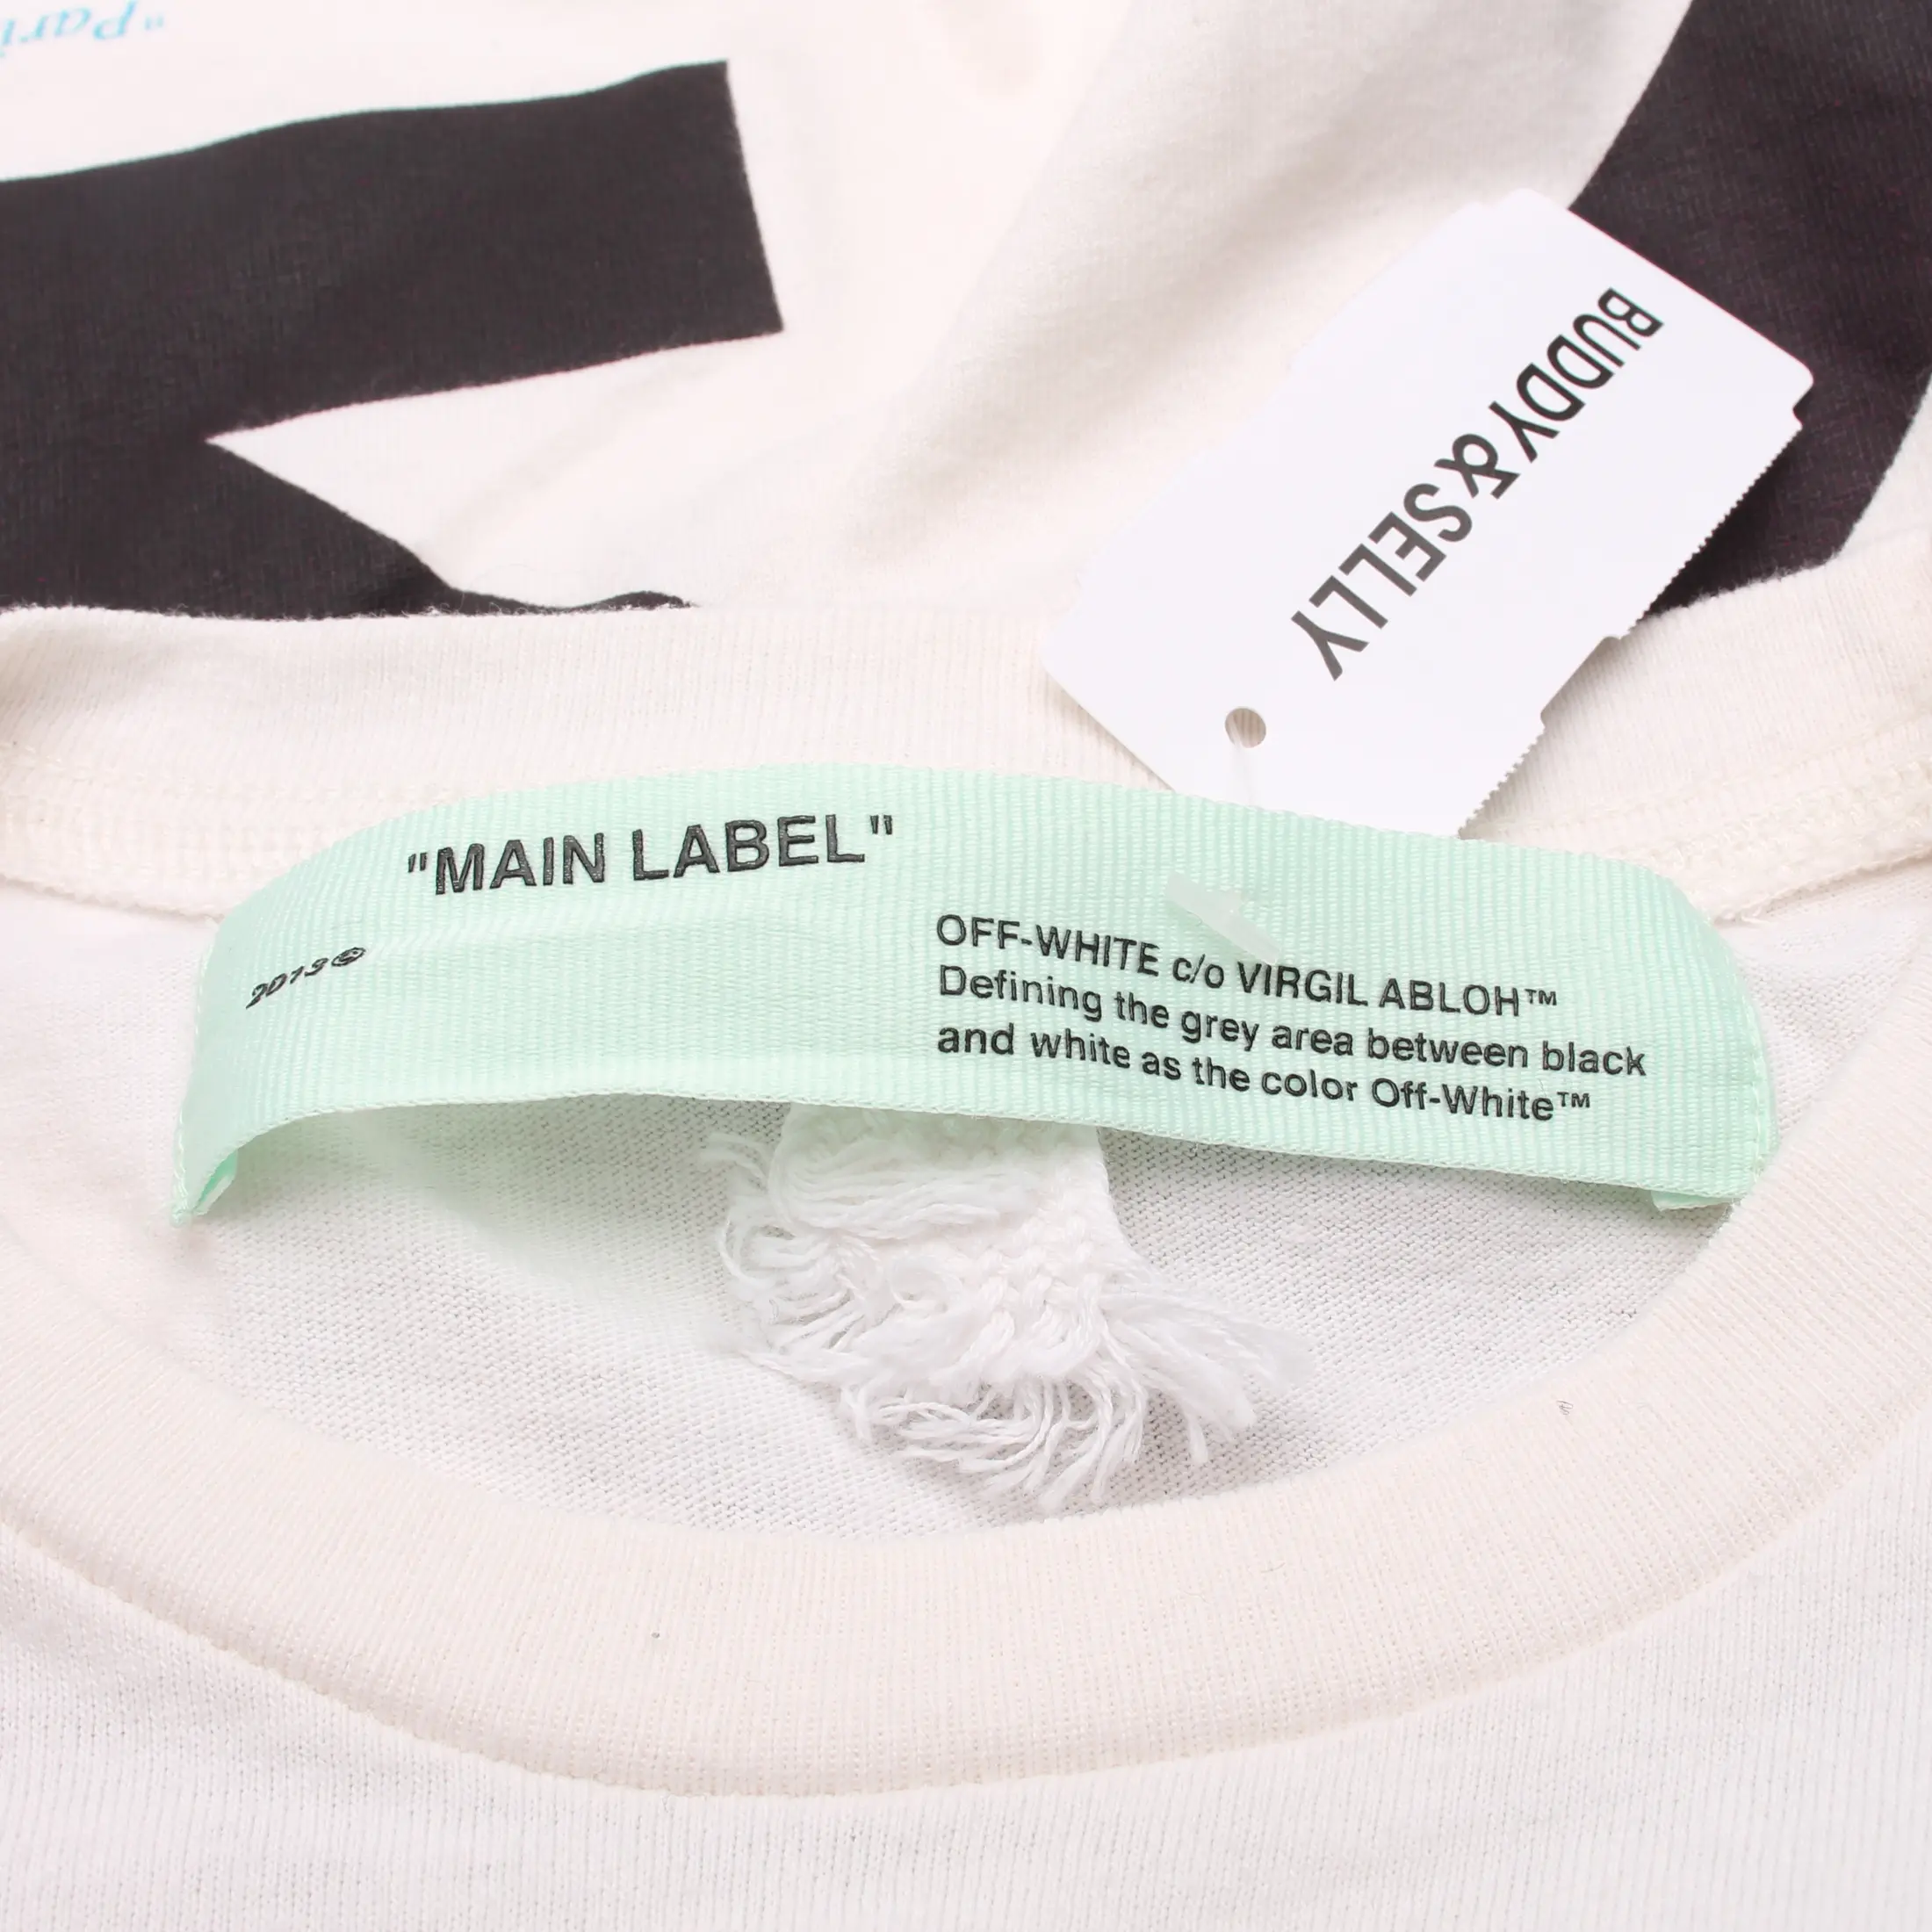 BUDDY & SELLY
"MAIN LABEL"
2013©
OFF-WHITE c/o VIRGIL ABLOH™
Defining the grey area between black
and white as the color Off-White™